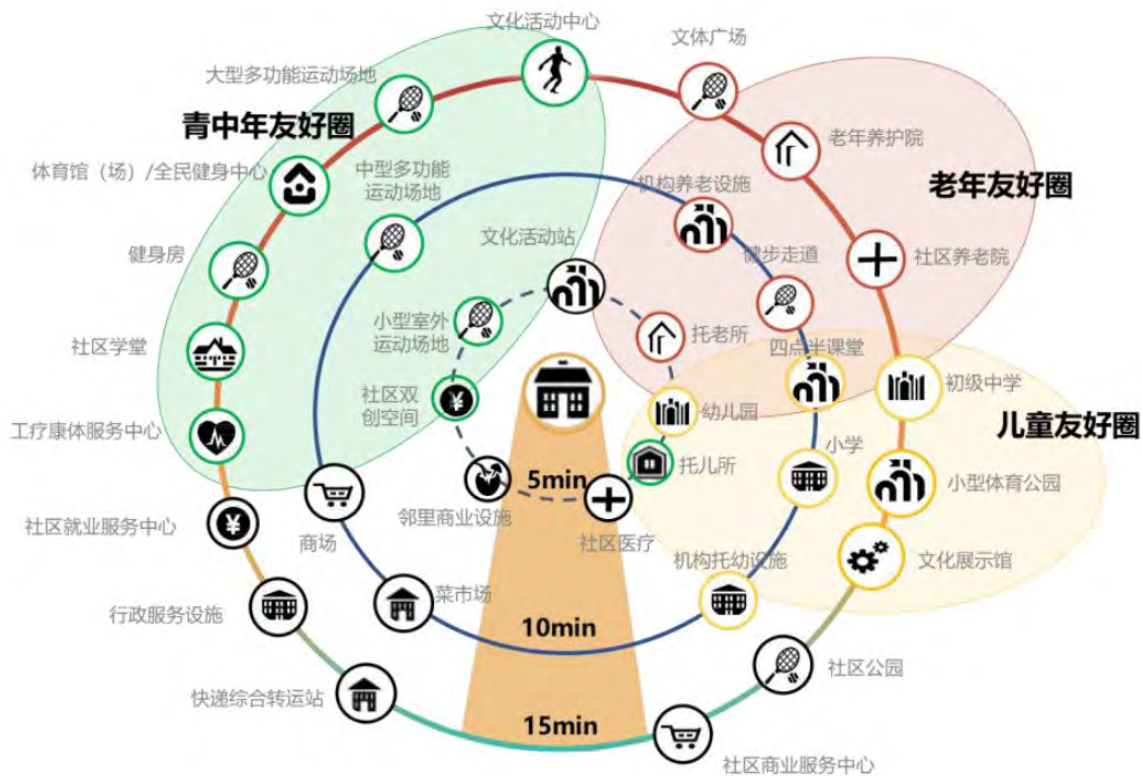 文化活动中心
文体广场
大型多功能运动场地
青中年友好圈
老年养护院
体育馆（场）/全民健身中心
中型多功能
运动场地
机构养老设施
老年友好圈
健身房
文化活动站
健步走道
社区养老院
小型室外
运动场地
托老所
社区学堂
四点半课堂
初级中学
社区双
创空间
幼儿园
儿童友好圈
工疗康体服务中心
小学
托儿所
5min
小型体育公园
邻里商业设施
社区就业服务中心
商场
社区医疗
机构托幼设施
文化展示馆
菜市场
行政服务设施
10min
社区公园
快递综合转运站
15min
社区商业服务中心